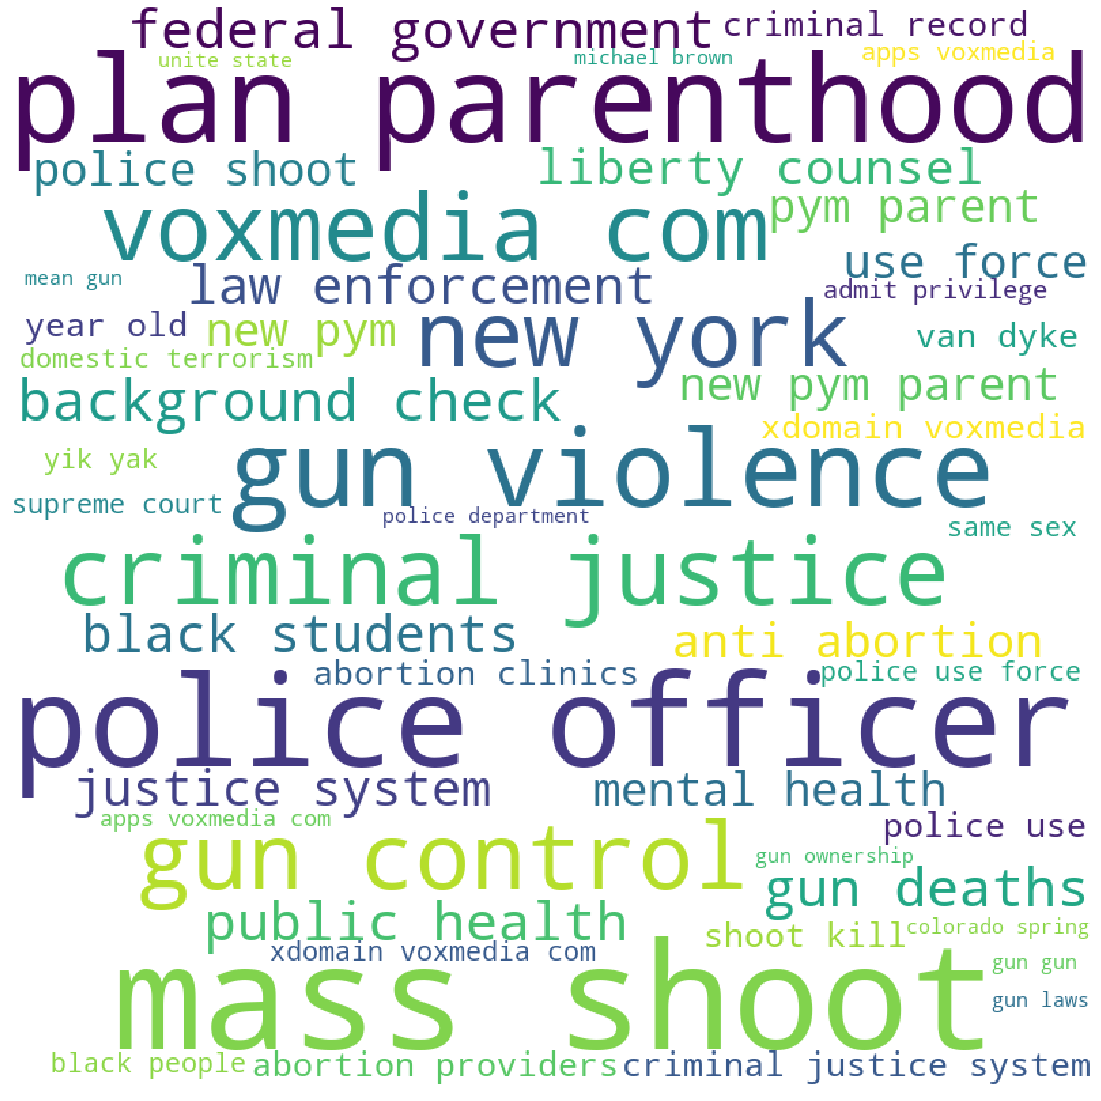 federal government
criminal record
unite state
michael brown
apps voxmedia
plan parenthood
police shoot
liberty counsel
voxmedia com
pym parent
mean gun
law enforcement
use force
admit privilege
year old
new pym
new york
van dyke
domestic terrorism
background check
new pym parent
xdomain voxmedia
yik yak
gun violence
supreme court
police department
same sex
criminal justice
black students
anti abortion
abortion clinics
police use force
police officer
justice system
mental health
apps voxmedia com
police use
gun control
gun ownership
gun deaths
public health
shoot kill
colorado spring
xdomain voxmedia com
gun gun
mass shoot
gun laws
black people
abortion providers
criminal justice system